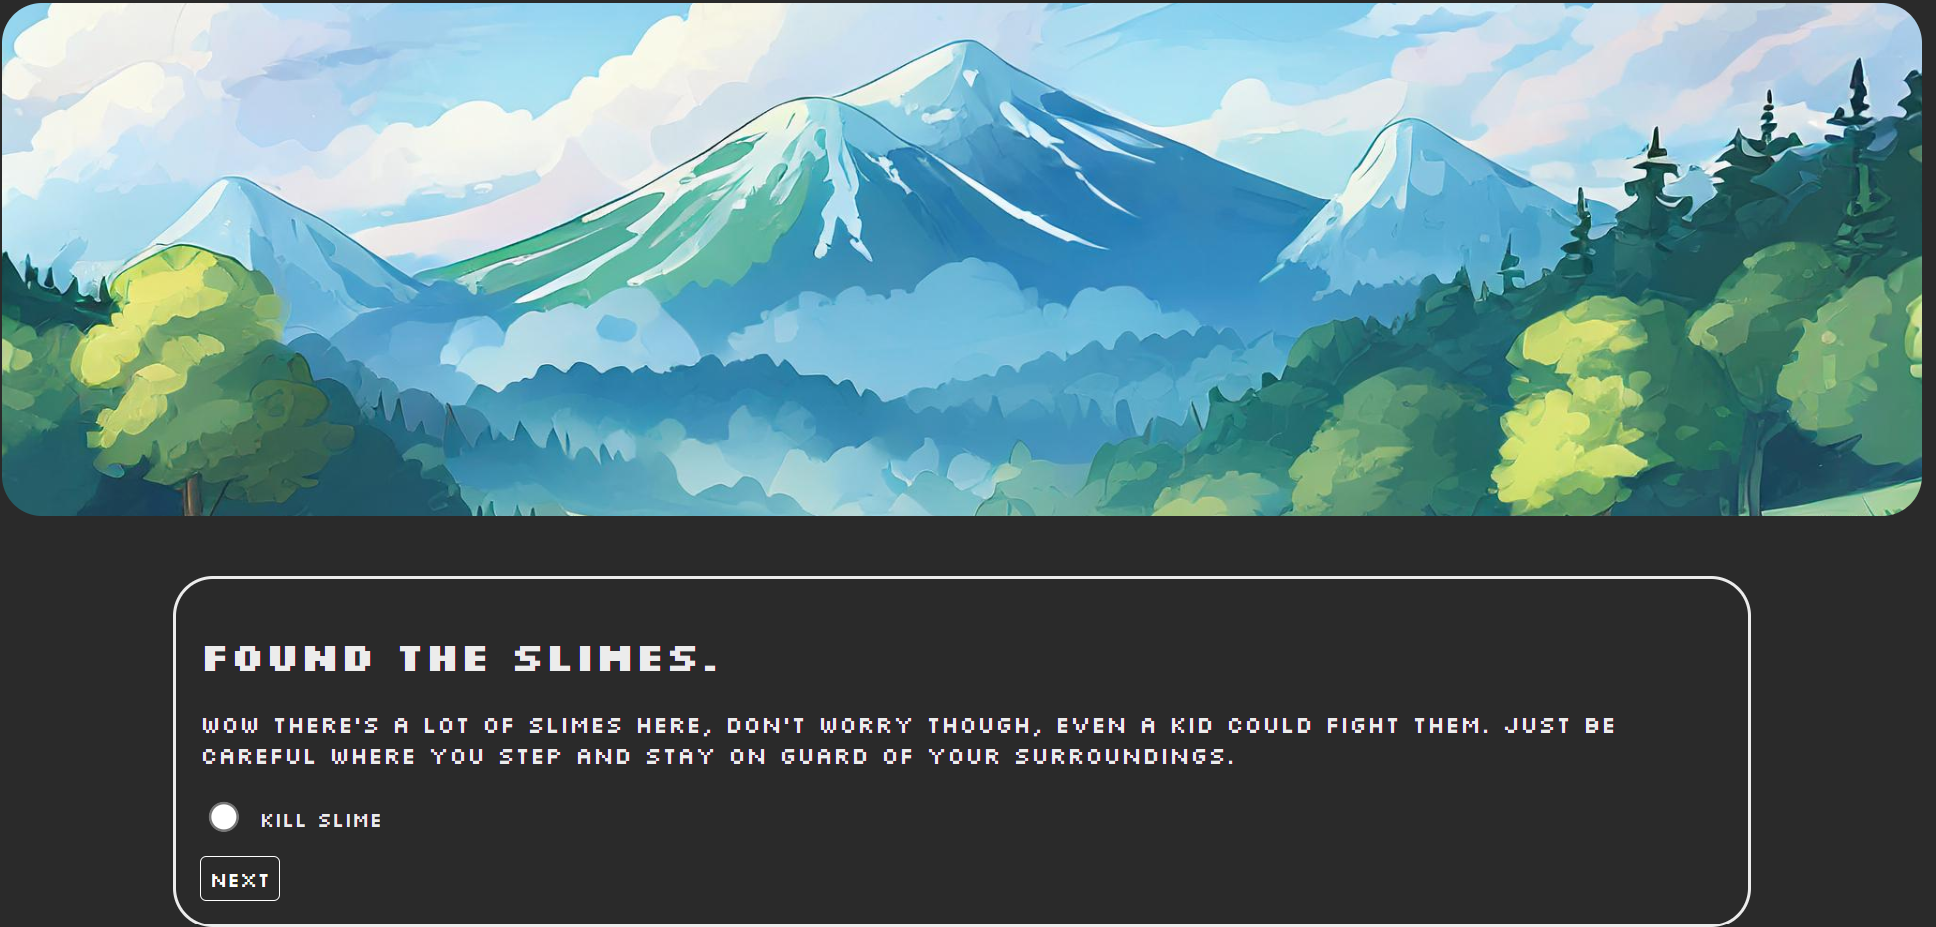 FOUND THE SLIMES.
WOW THERE'S A LOT OF SLIMES HERE, DON'T WORRY THOUGH, EVEN A KID COULD FIGHT THEM. JUST BE
CAREFUL WHERE YOU STEP AND STAY ON GUARD OF YOUR SURROUNDINGS.
KILL SLIME
NEXT